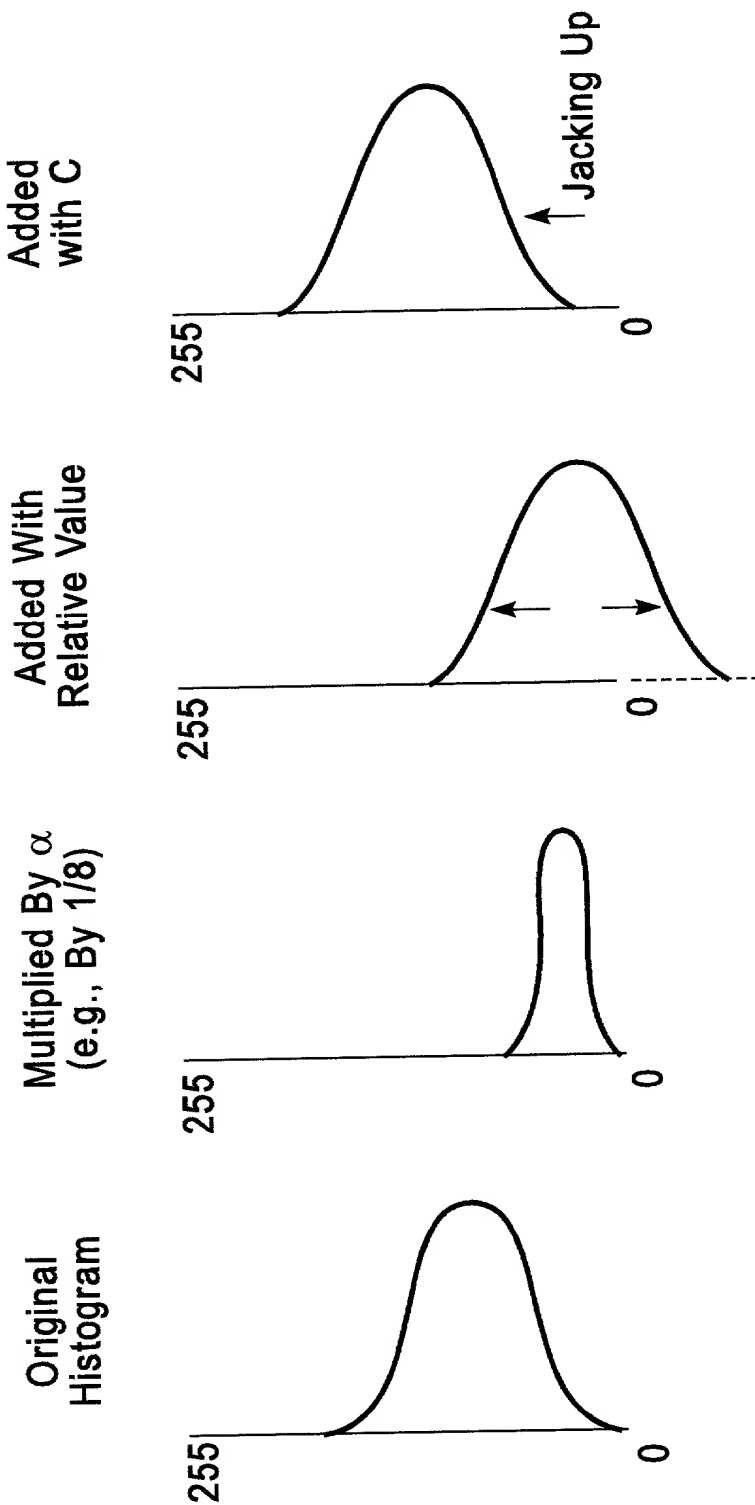 Original
Histogram
255
0
Multiplied By α
(e.g., By 1/8)
255
0
Added With
Relative Value
255
0
Added
with C
255
0
Jacking Up